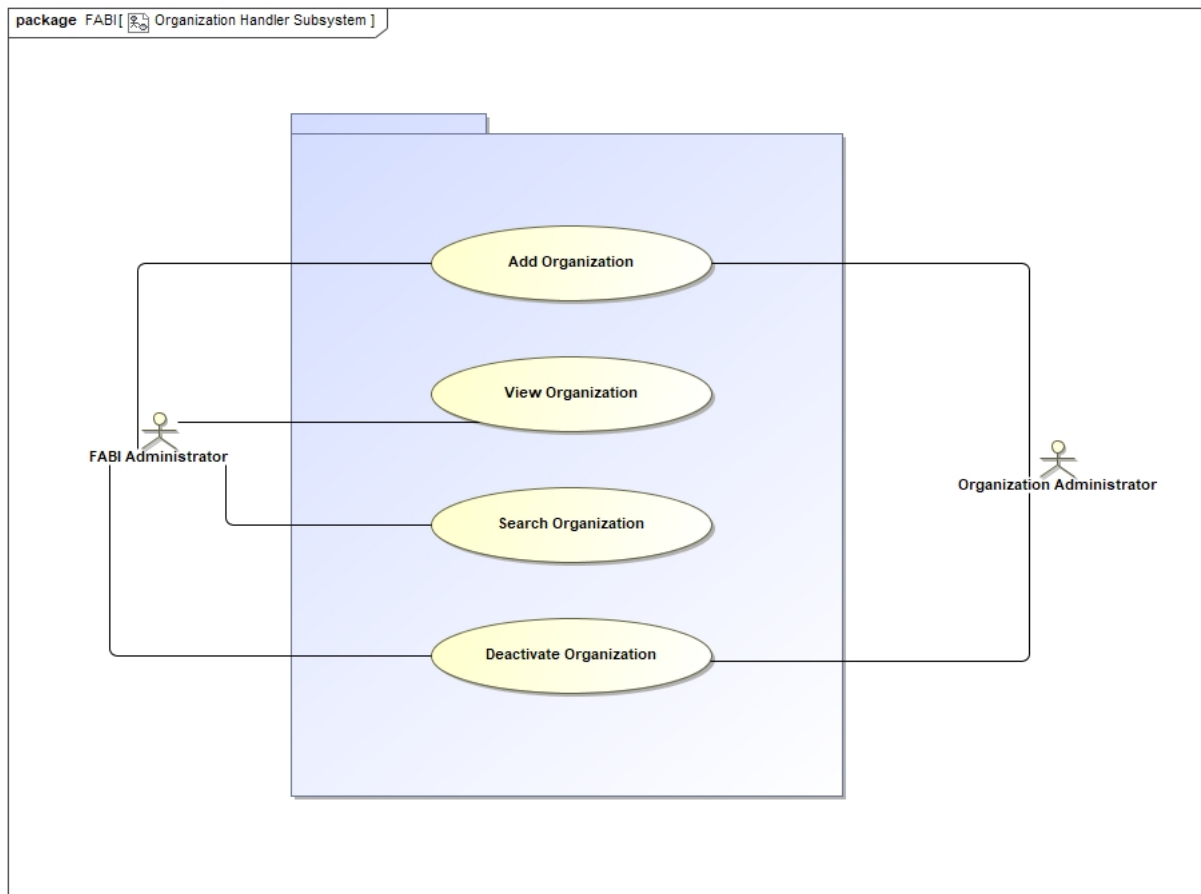 package FABI[ Organization Handler Subsystem ]
Add Organization
View Organization
FABI Administrator
Organization Administrator
Search Organization
Deactivate Organization